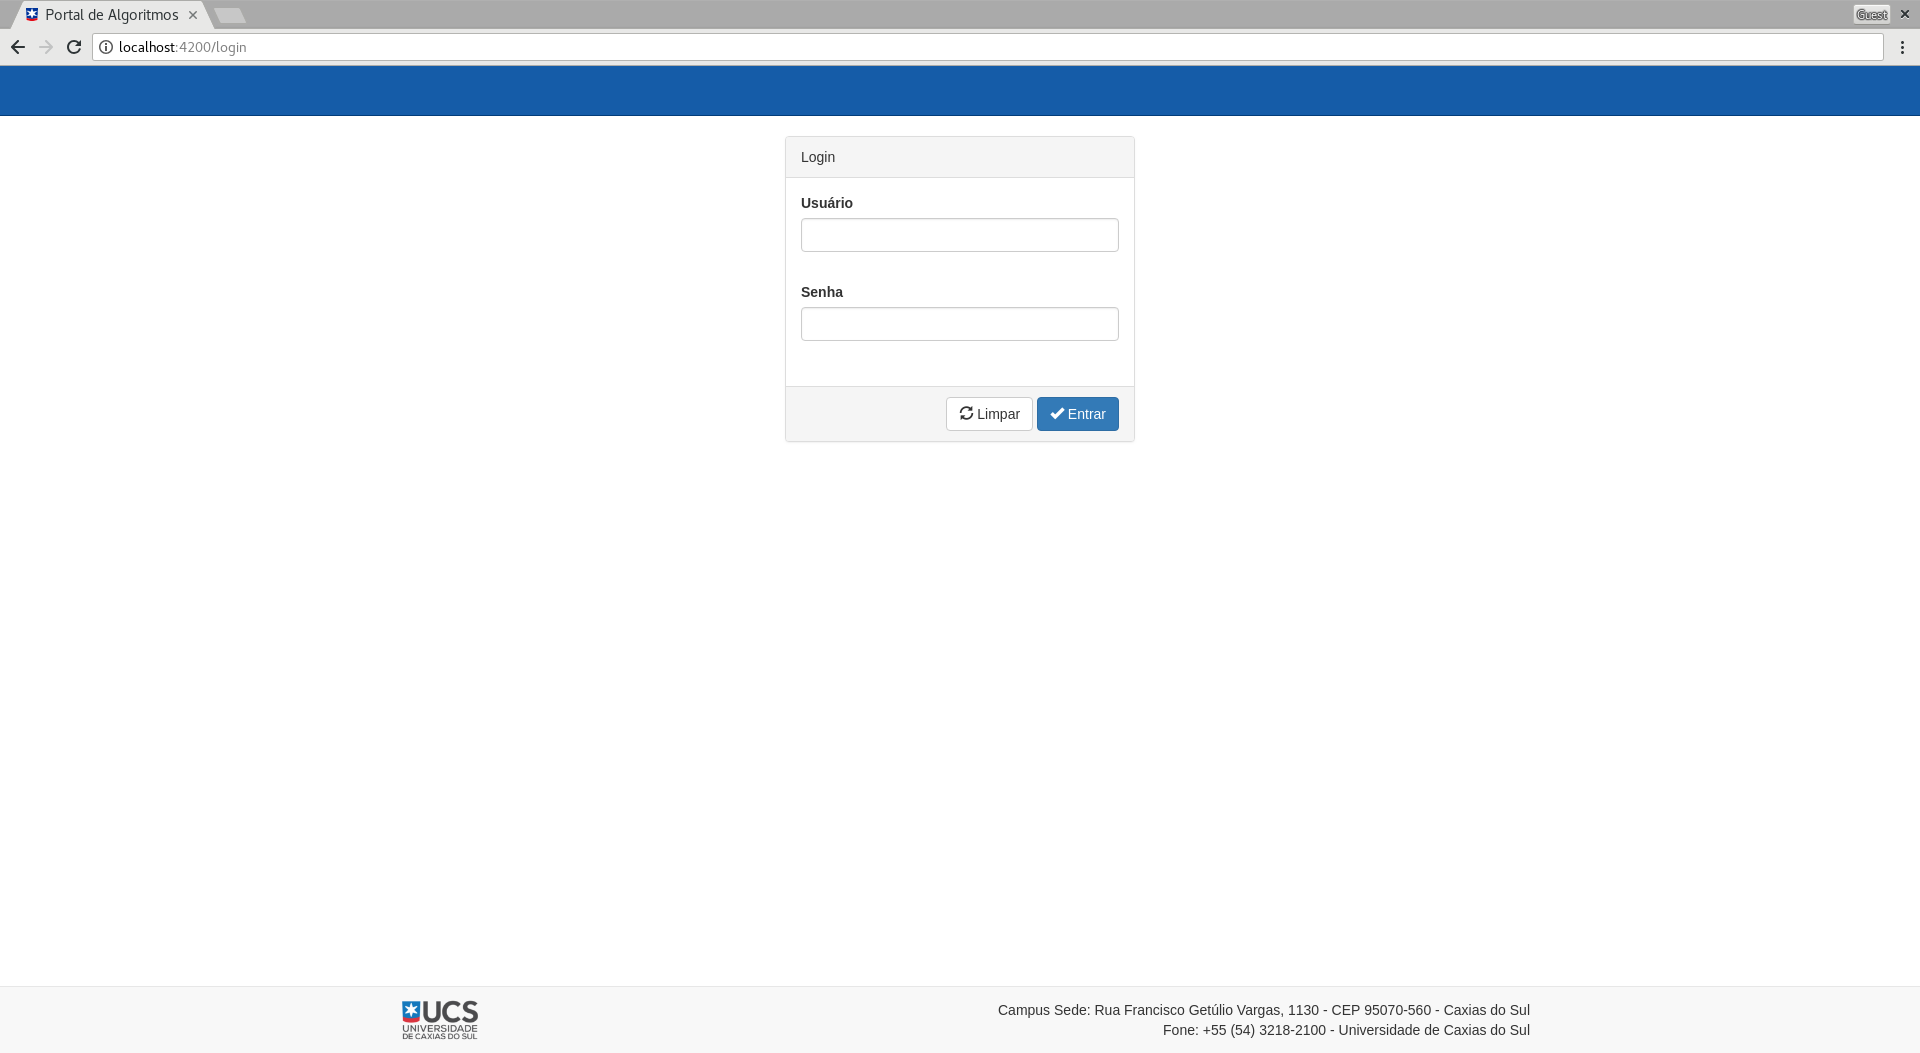 Portal de Algoritmos
Guest
localhost:4200/login
Login
Usuário
Senha
Limpar
Entrar
UCS
UNIVERSIDADE
DE CAXIAS DO SUL
Campus Sede: Rua Francisco Getúlio Vargas, 1130 - CEP 95070-560 - Caxias do Sul
Fone: +55 (54) 3218-2100 - Universidade de Caxias do Sul